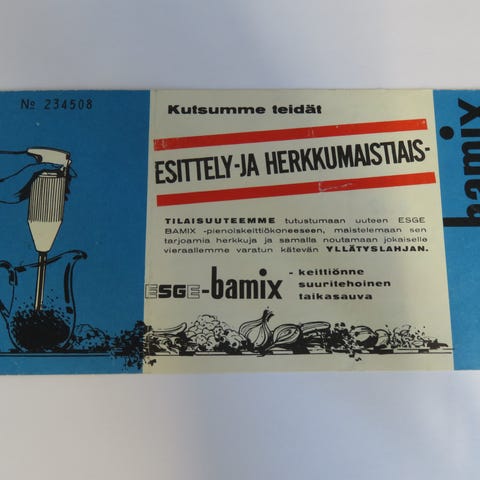 № 234508
Kutsumme teidät
ESITTELY-JA HERKKUMAISTIAIS-
TILAISUUTEEMME tutustumaan uuteen ESGE
BAMIX -pienoiskeittiökoneeseen, maistelemaan sen
tarjoamia herkkuja ja samalla noutamaan jokaiselle
vieraallemme varatun kätevän YLLÄTYSLAHJAN.
ESGE-bamix
- keittiönne
suuritehoinen
taikasauva
bamix